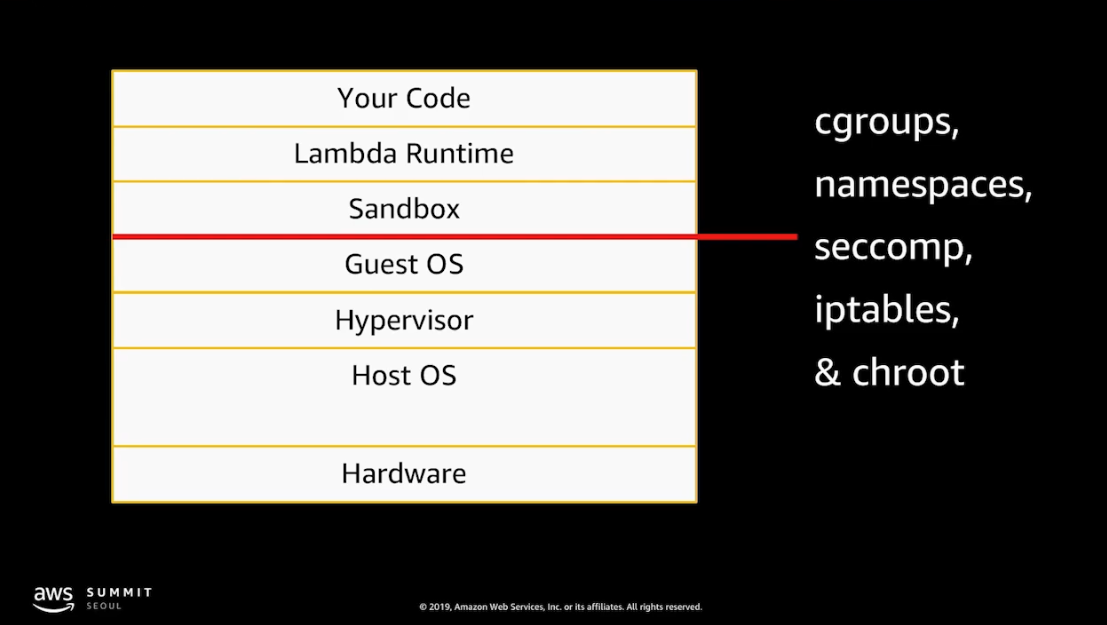 Your Code
Lambda Runtime
Sandbox
Guest OS
Hypervisor
Host OS
Hardware
cgroups,
namespaces,
seccomp,
iptables,
& chroot
aws SUMMIT
SEOUL
© 2019, Amazon Web Services, Inc. or its affiliates. All rights reserved.